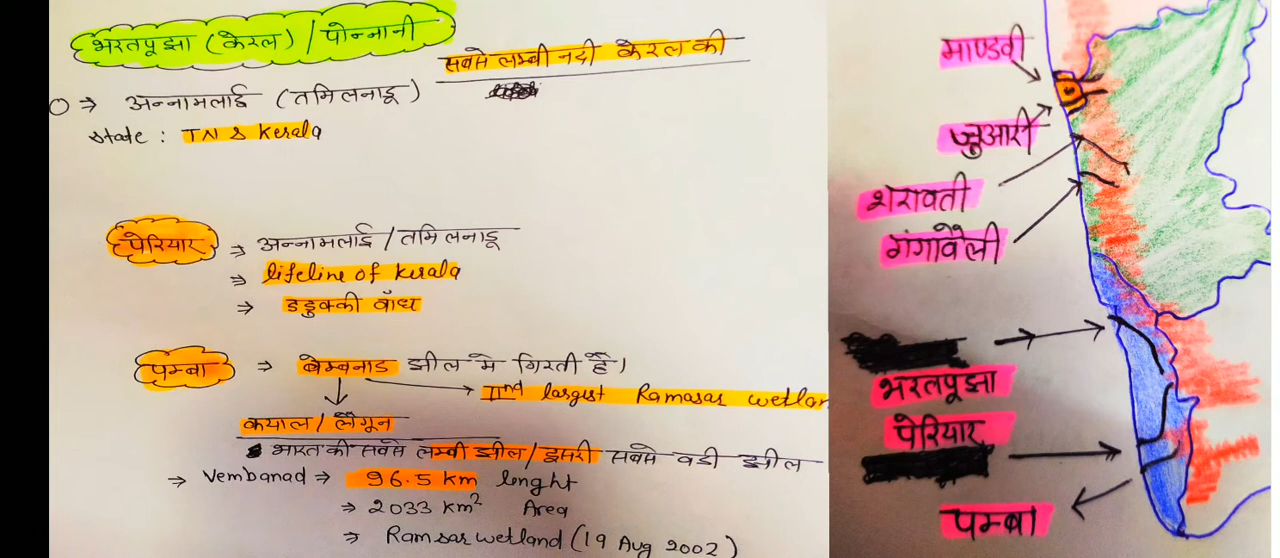 भरतपूझा (केरल) / पोन्नानी
सबसे लम्बी नदी केरल की
○ ⇒ अन्नामलाई (तमिलनाडू)
state : TN & kerala
पेरियार ⇒ अन्नामलाई / तमिलनाडू
⇒ lifeline of kerala
⇒ इडुक्की बाँध
पम्बा ⇒ बेम्बनाड झील मे गिरती हैं।
→ IInd largest Ramasar wetlan
कयाल / लैगून
भारत की सबसे लम्बी झील / दूसरी सबसे बडी झील
⇒ Vembanad ⇒ 96.5 km lenght
⇒ 2033 km² Area
⇒ Ramsar wetland (19 Aug 2002)
माण्डवी
जुआरी
शरावती
गंगावैली
भरतपूझा
पेरियार
पम्बा